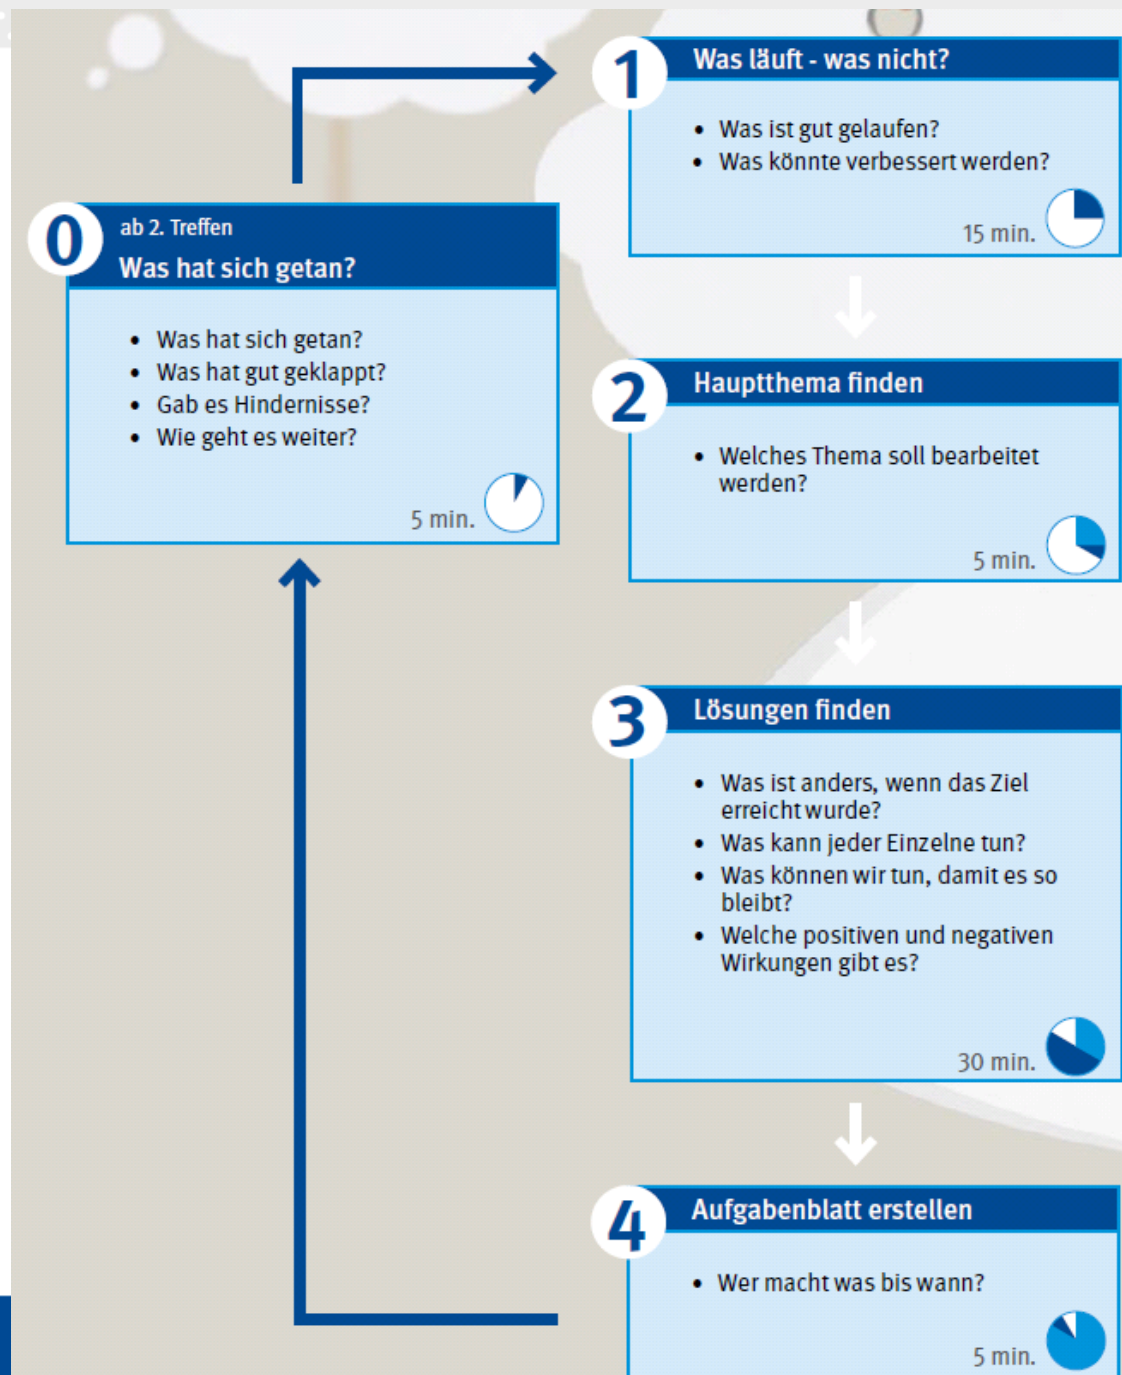 0
ab 2. Treffen
Was hat sich getan?
• Was hat sich getan?
• Was hat gut geklappt?
• Gab es Hindernisse?
• Wie geht es weiter?
5 min.
1
Was läuft - was nicht?
• Was ist gut gelaufen?
• Was könnte verbessert werden?
15 min.
2
Hauptthema finden
• Welches Thema soll bearbeitet
werden?
5 min.
3
Lösungen finden
• Was ist anders, wenn das Ziel
erreicht wurde?
• Was kann jeder Einzelne tun?
• Was können wir tun, damit es so
bleibt?
• Welche positiven und negativen
Wirkungen gibt es?
30 min.
4
Aufgabenblatt erstellen
• Wer macht was bis wann?
5 min.